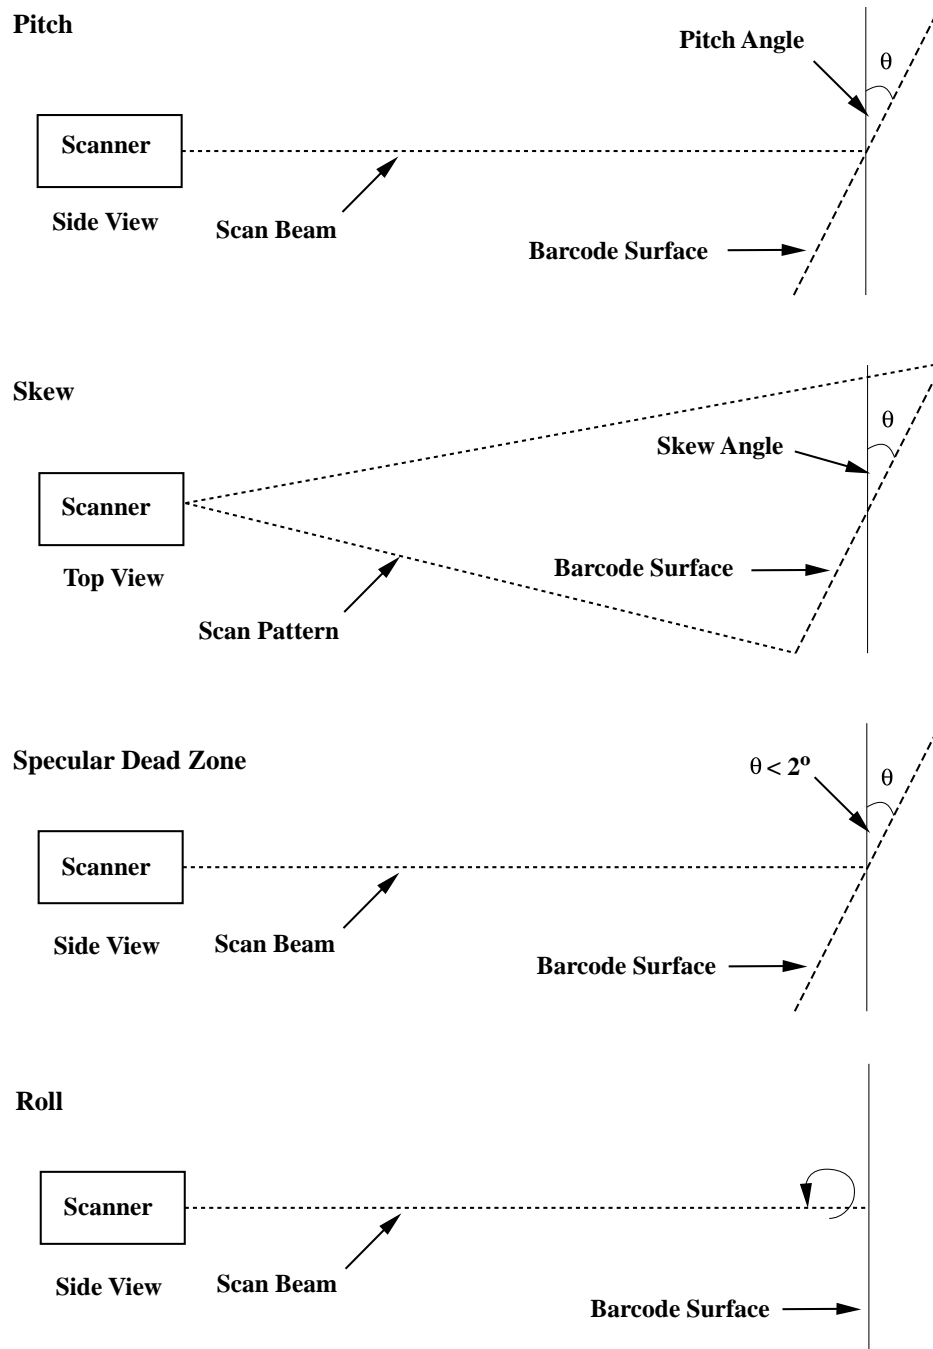 Pitch
Pitch Angle
θ
Scanner
Side View
Scan Beam
Barcode Surface
Skew
θ
Skew Angle
Scanner
Barcode Surface
Top View
Scan Pattern
Specular Dead Zone
θ < 2º
θ
Scanner
Side View
Scan Beam
Barcode Surface
Roll
Scanner
Side View
Scan Beam
Barcode Surface